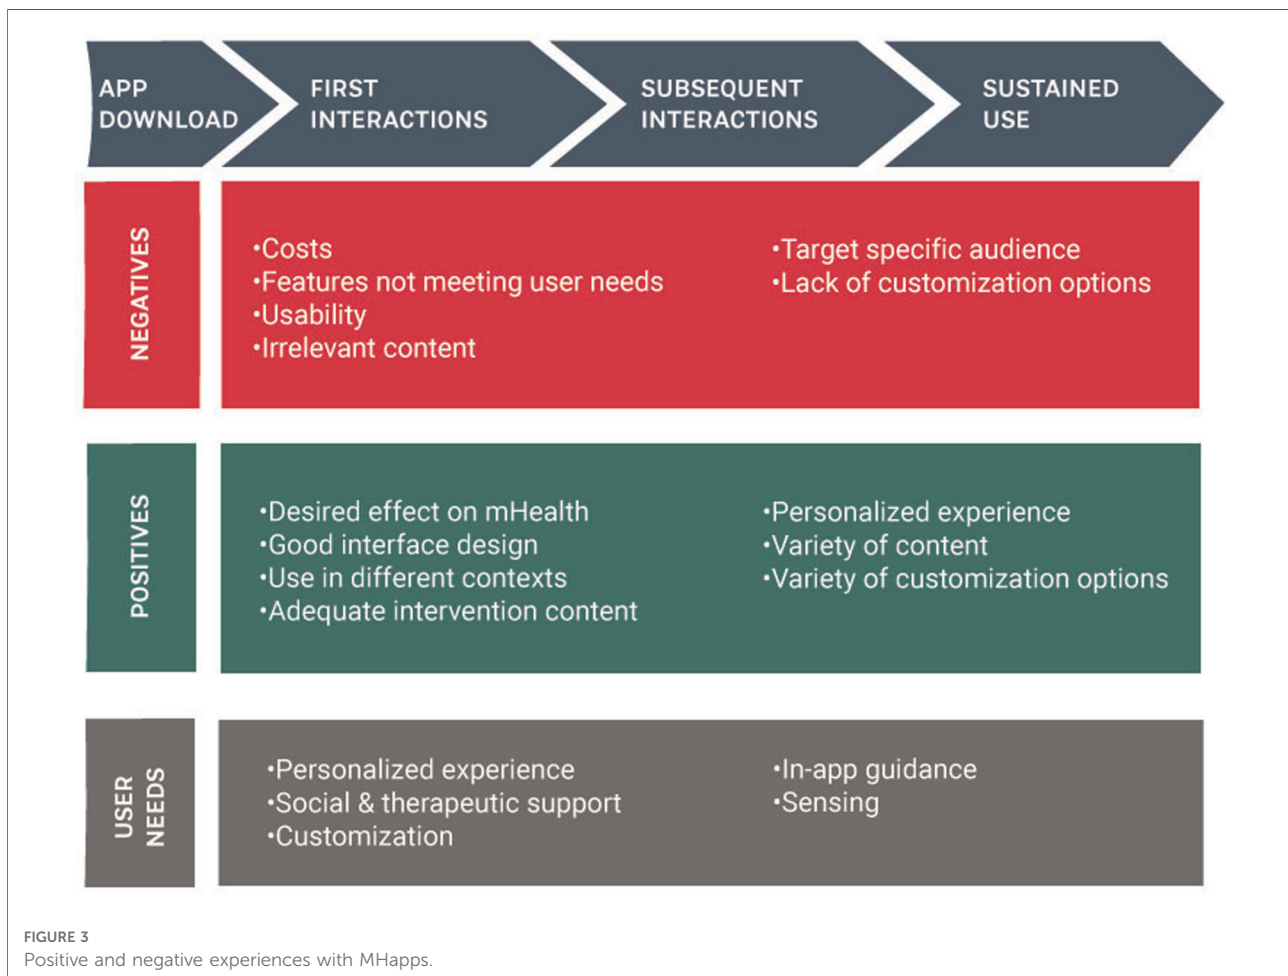 APP
DOWNLOAD
FIRST
INTERACTIONS
SUBSEQUENT
INTERACTIONS
SUSTAINED
USE
NEGATIVES
•Costs
•Features not meeting user needs
•Usability
•Irrelevant content
•Target specific audience
•Lack of customization options
POSITIVES
•Desired effect on mHealth
•Good interface design
•Use in different contexts
•Adequate intervention content
•Personalized experience
•Variety of content
•Variety of customization options
USER
NEEDS
•Personalized experience
•Social & therapeutic support
•Customization
•In-app guidance
•Sensing
FIGURE 3
Positive and negative experiences with MHapps.